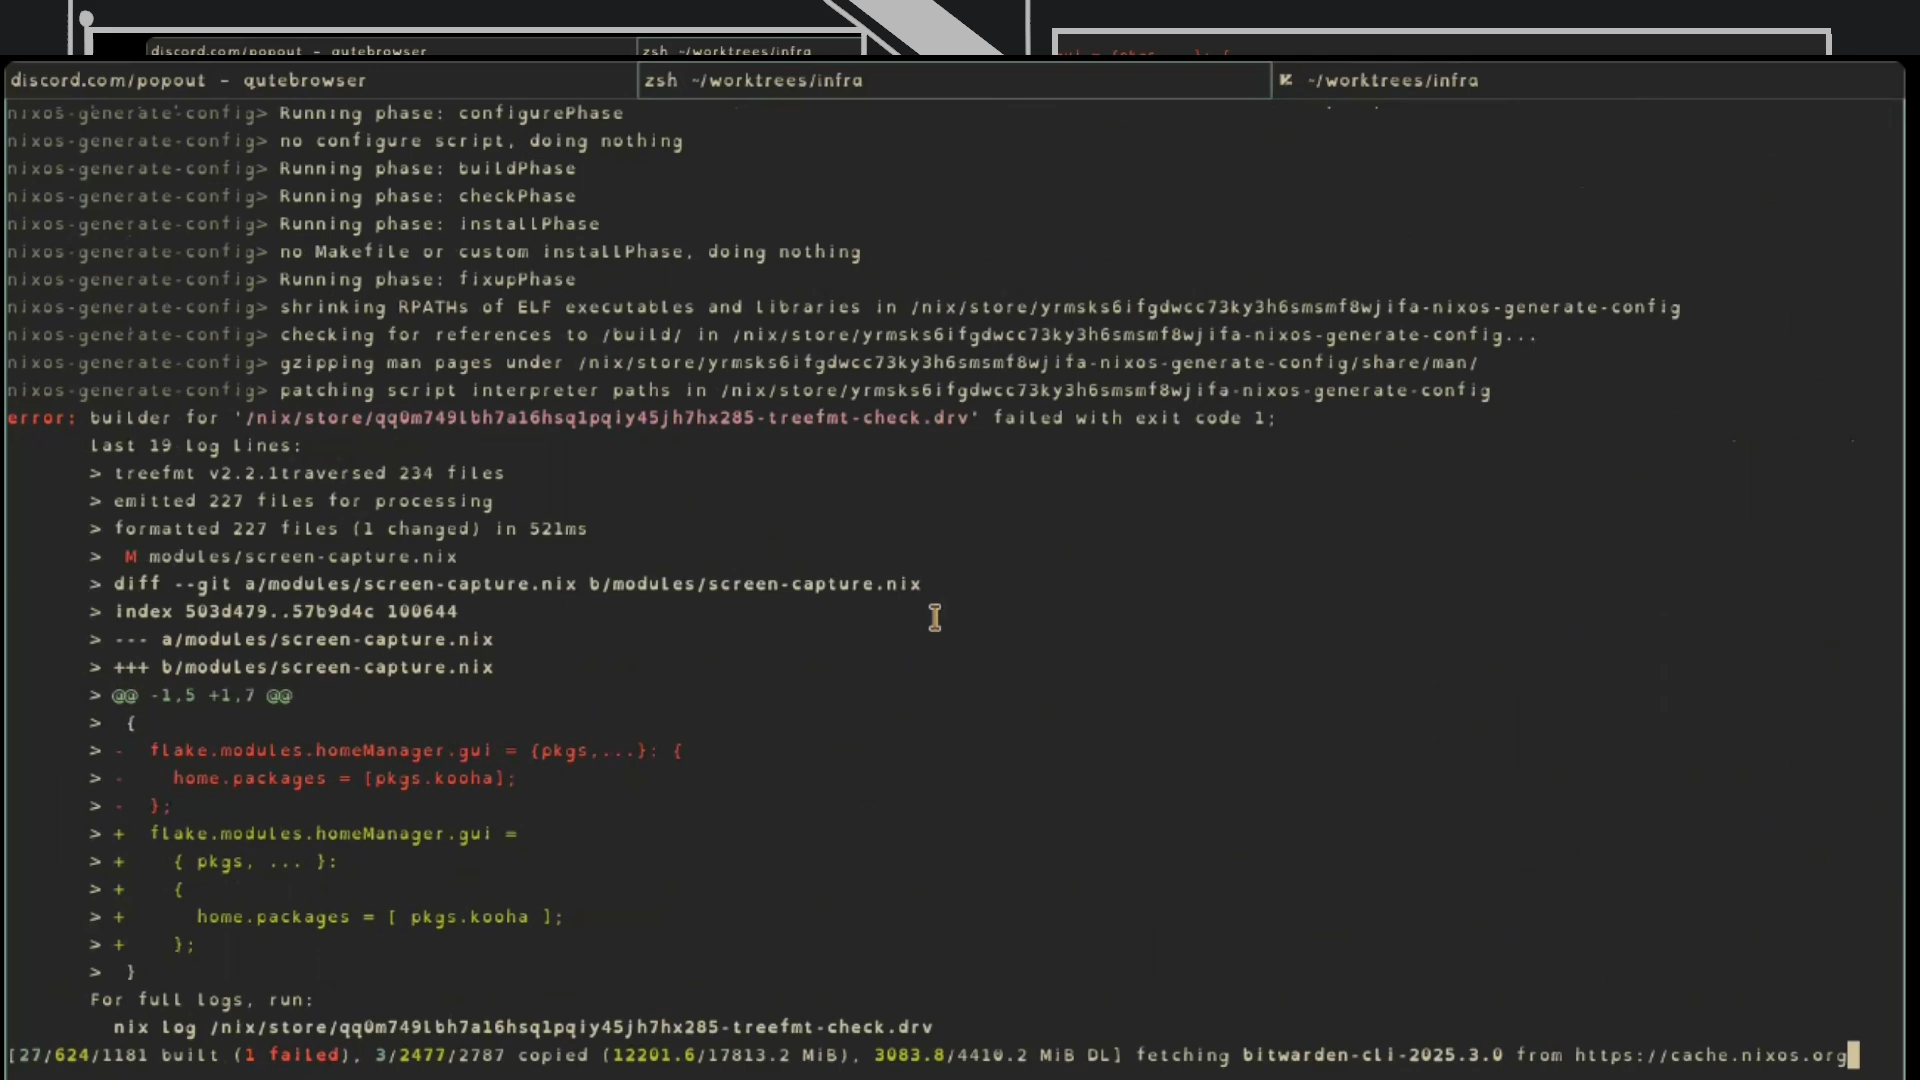 discord.com/popout - qutebrowser
zsh ~/worktrees/infra
discord.com/popout - qutebrowser
zsh ~/worktrees/infra
~/worktrees/infra
nixos-generate-config> Running phase: configurePhase
nixos-generate-config> no configure script, doing nothing
nixos-generate-config> Running phase: buildPhase
nixos-generate-config> Running phase: checkPhase
nixos-generate-config> Running phase: installPhase
nixos-generate-config> no Makefile or custom installPhase, doing nothing
nixos-generate-config> Running phase: fixupPhase
nixos-generate-config> shrinking RPATHs of ELF executables and libraries in /nix/store/yrmsks6ifgdwcc73ky3h6smsmf8wjifa-nixos-generate-config
nixos-generate-config> checking for references to /build/ in /nix/store/yrmsks6ifgdwcc73ky3h6smsmf8wjifa-nixos-generate-config...
nixos-generate-config> gzipping man pages under /nix/store/yrmsks6ifgdwcc73ky3h6smsmf8wjifa-nixos-generate-config/share/man/
nixos-generate-config> patching script interpreter paths in /nix/store/yrmsks6ifgdwcc73ky3h6smsmf8wjifa-nixos-generate-config
error: builder for '/nix/store/qq0m749lbh7a16hsq1pqiy45jh7hx285-treefmt-check.drv' failed with exit code 1;
Last 19 log lines:
> treefmt v2.2.1traversed 234 files
> emitted 227 files for processing
> formatted 227 files (1 changed) in 521ms
>  M modules/screen-capture.nix
> diff --git a/modules/screen-capture.nix b/modules/screen-capture.nix
> index 503d479..57b9d4c 100644
> --- a/modules/screen-capture.nix
> +++ b/modules/screen-capture.nix
> @@ -1,5 +1,7 @@
>  {
> -  flake.modules.homeManager.gui = {pkgs,...}: {
> -    home.packages = [pkgs.kooha];
> -  };
> +  flake.modules.homeManager.gui =
> +    { pkgs, ... }:
> +    {
> +      home.packages = [ pkgs.kooha ];
> +    };
>  }
For full logs, run:
nix log /nix/store/qq0m749lbh7a16hsq1pqiy45jh7hx285-treefmt-check.drv
[27/624/1181 built (1 failed), 3/2477/2787 copied (12201.6/17813.2 MiB), 3083.8/4410.2 MiB DL] fetching bitwarden-cli-2025.3.0 from https://cache.nixos.org